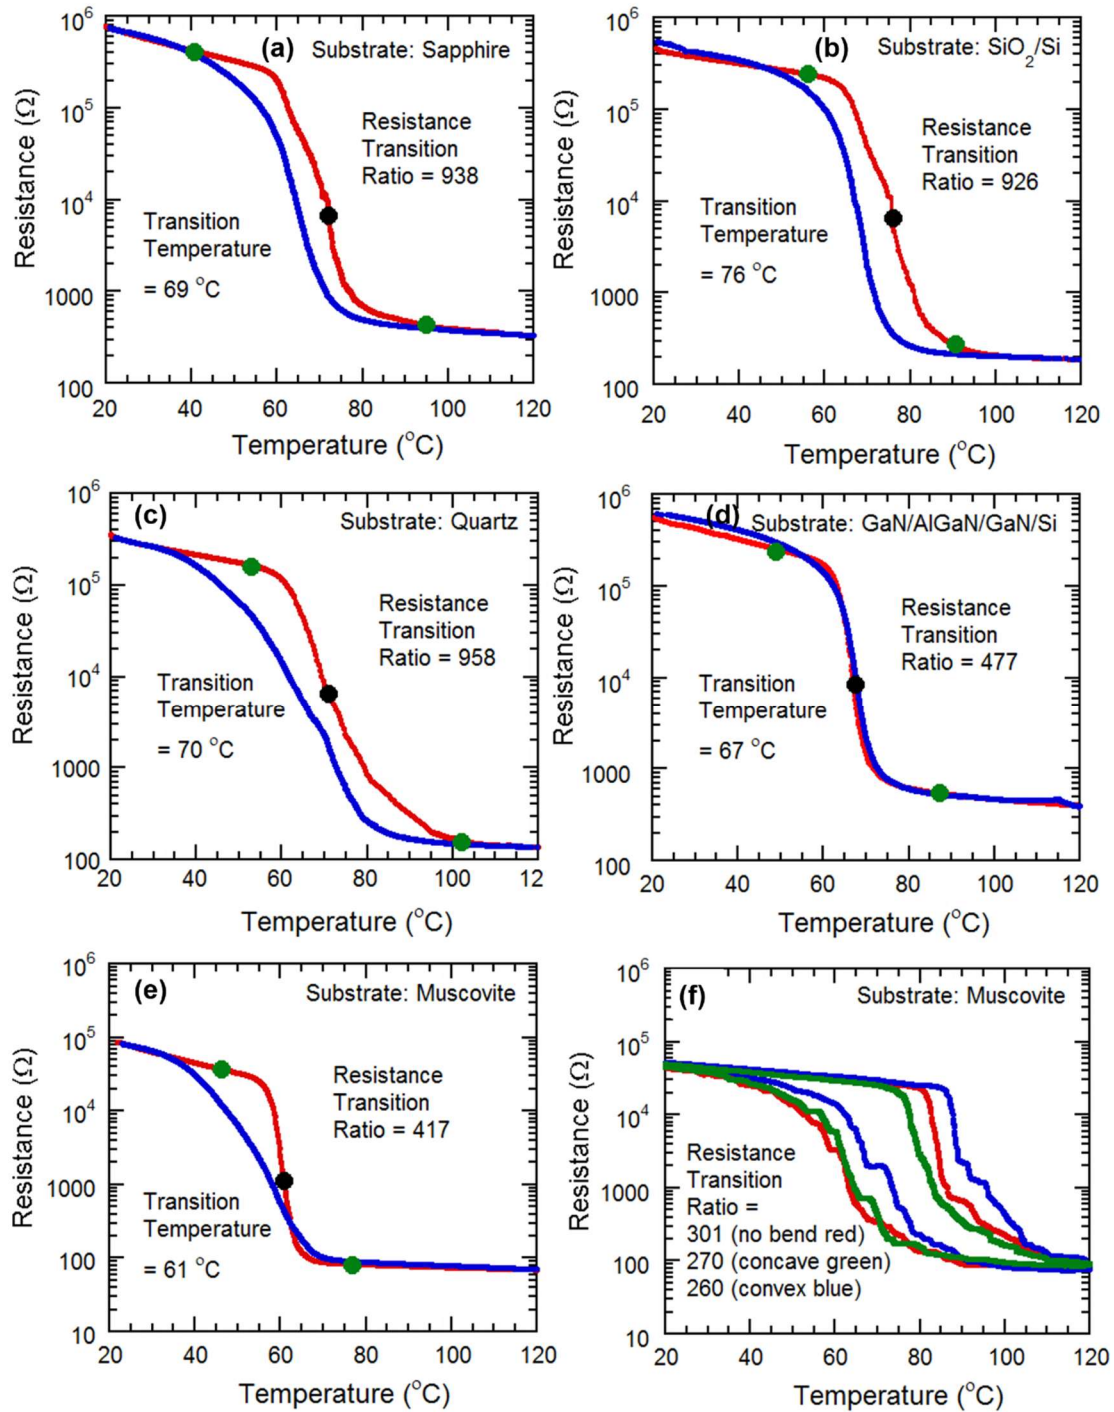 (a) Substrate: Sapphire
10⁶
10⁵
10⁴
1000
100
Resistance (Ω)
Resistance
Transition
Ratio = 938
Transition
Temperature
= 69 °C
20 40 60 80 100 120
Temperature (°C)
(b) Substrate: SiO₂/Si
10⁶
10⁵
10⁴
1000
100
Resistance (Ω)
Resistance
Transition
Ratio = 926
Transition
Temperature
= 76 °C
20 40 60 80 100 120
Temperature (°C)
(c) Substrate: Quartz
10⁶
10⁵
10⁴
1000
100
Resistance (Ω)
Resistance
Transition
Ratio = 958
Transition
Temperature
= 70 °C
20 40 60 80 100 120
Temperature (°C)
(d) Substrate: GaN/AlGaN/GaN/Si
10⁶
10⁵
10⁴
1000
100
Resistance (Ω)
Resistance
Transition
Ratio = 477
Transition
Temperature
= 67 °C
20 40 60 80 100 120
Temperature (°C)
(e) Substrate: Muscovite
10⁶
10⁵
10⁴
1000
100
10
Resistance (Ω)
Resistance
Transition
Ratio = 417
Transition
Temperature
= 61 °C
20 40 60 80 100 120
Temperature (°C)
(f) Substrate: Muscovite
10⁶
10⁵
10⁴
1000
100
10
Resistance (Ω)
Resistance
Transition
Ratio =
301 (no bend red)
270 (concave green)
260 (convex blue)
20 40 60 80 100 120
Temperature (°C)